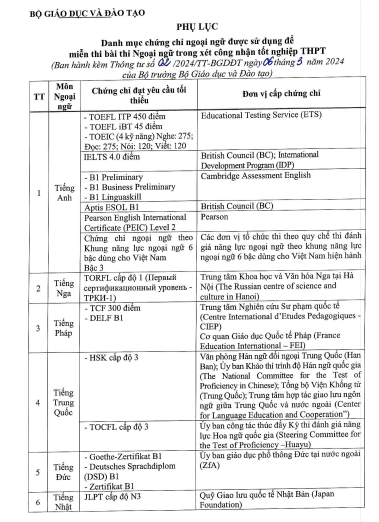 BỘ GIÁO DỤC VÀ ĐÀO TẠO
PHỤ LỤC
Danh mục chứng chỉ ngoại ngữ được sử dụng để
miễn thi bài thi Ngoại ngữ trong xét công nhận tốt nghiệp THPT
(Ban hành kèm Thông tư số 02 /2024/TT-BGDĐT ngày 06 tháng 3 năm 2024
của Bộ trưởng Bộ Giáo dục và Đào tạo)
TT
Môn
Ngoại
ngữ
Chứng chỉ đạt yêu cầu tối
thiểu
Đơn vị cấp chứng chỉ
1
Tiếng
Anh
- TOEFL ITP 450 điểm
- TOEFL iBT 45 điểm
- TOEIC (4 kỹ năng) Nghe: 275;
Đọc: 275; Nói: 120; Viết: 120
Educational Testing Service (ETS)
IELTS 4.0 điểm
British Council (BC); International
Development Program (IDP)
- B1 Preliminary
- B1 Business Preliminary
- B1 Linguaskill
Cambridge Assessment English
Aptis ESOL B1
British Council (BC)
Pearson English International
Certificate (PEIC) Level 2
Pearson
Chứng chỉ ngoại ngữ theo
Khung năng lực ngoại ngữ 6
bậc dùng cho Việt Nam
Bậc 3
Các đơn vị tổ chức thi theo quy chế thi đánh
giá năng lực ngoại ngữ theo khung năng lực
ngoại ngữ 6 bậc dùng cho Việt Nam hiện hành
2
Tiếng
Nga
TORFL cấp độ 1 (Первый
сертификационный уровень -
ТРКИ-1)
Trung tâm Khoa học và Văn hóa Nga tại Hà
Nội (The Russian centre of science and
culture in Hanoi)
3
Tiếng
Pháp
- TCF 300 điểm
- DELF B1
Trung tâm Nghiên cứu Sư phạm quốc tế
(Centre International d'Etudes Pedagogiques -
CIEP)
Cơ quan Giáo dục Quốc tế Pháp (France
Education International – FEI)
4
Tiếng
Trung
Quốc
- HSK cấp độ 3
Văn phòng Hán ngữ đối ngoại Trung Quốc (Han
Ban); Ủy ban Khảo thí trình độ Hán ngữ quốc gia
(The National Committee for the Test of
Proficiency in Chinese); Tổng bộ Viện Khổng tử
(Trung Quốc); Trung tâm hợp tác giao lưu ngôn
ngữ giữa Trung Quốc và nước ngoài (Center
for Language Education and Cooperation")
- TOCFL cấp độ 3
Ủy ban công tác thúc đẩy Kỳ thi đánh giá năng
lực Hoa ngữ quốc gia (Steering Committee for
the Test of Proficiency –Huayu)
5
Tiếng
Đức
- Goethe-Zertifikat B1
- Deutsches Sprachdiplom
(DSD) B1
- Zertifikat B1
Ủy ban giáo dục phổ thông Đức tại nước ngoài
(ZfA)
6
Tiếng
Nhật
JLPT cấp độ N3
Quỹ Giao lưu quốc tế Nhật Bản (Japan
Foundation)